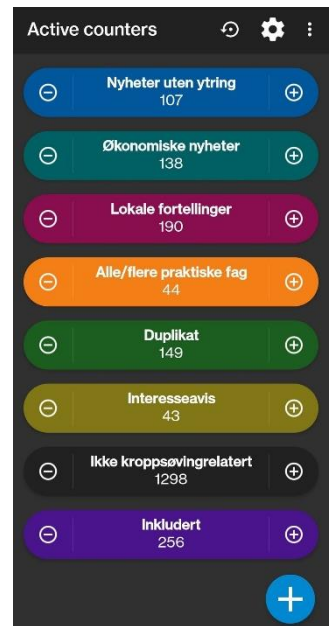 Active counters
Nyheter uten ytring
107
Økonomiske nyheter
138
Lokale fortellinger
190
Alle/flere praktiske fag
44
Duplikat
149
Interesseavis
43
Ikke kroppsøvingrelatert
1298
Inkludert
256